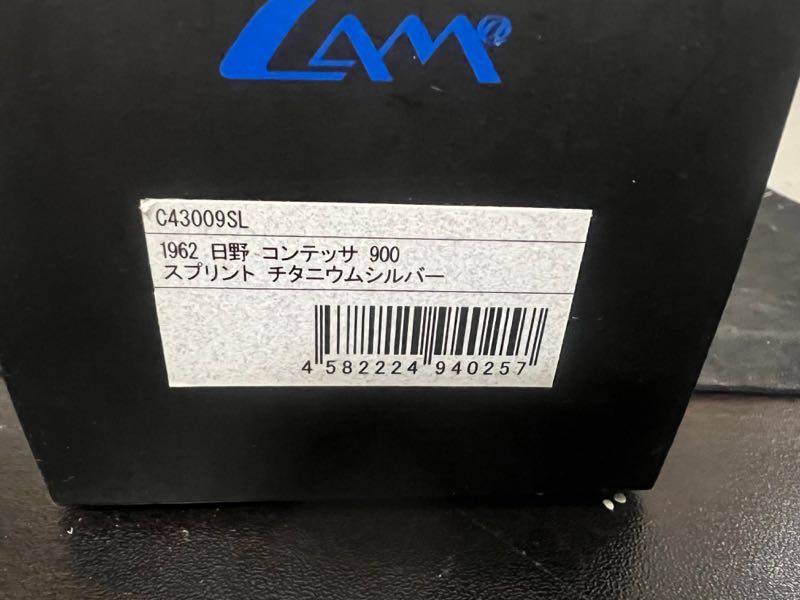 CAM@
C43009SL
1962 日野 コンテッサ 900
スプリント チタニウムシルバー
4 582224 940257